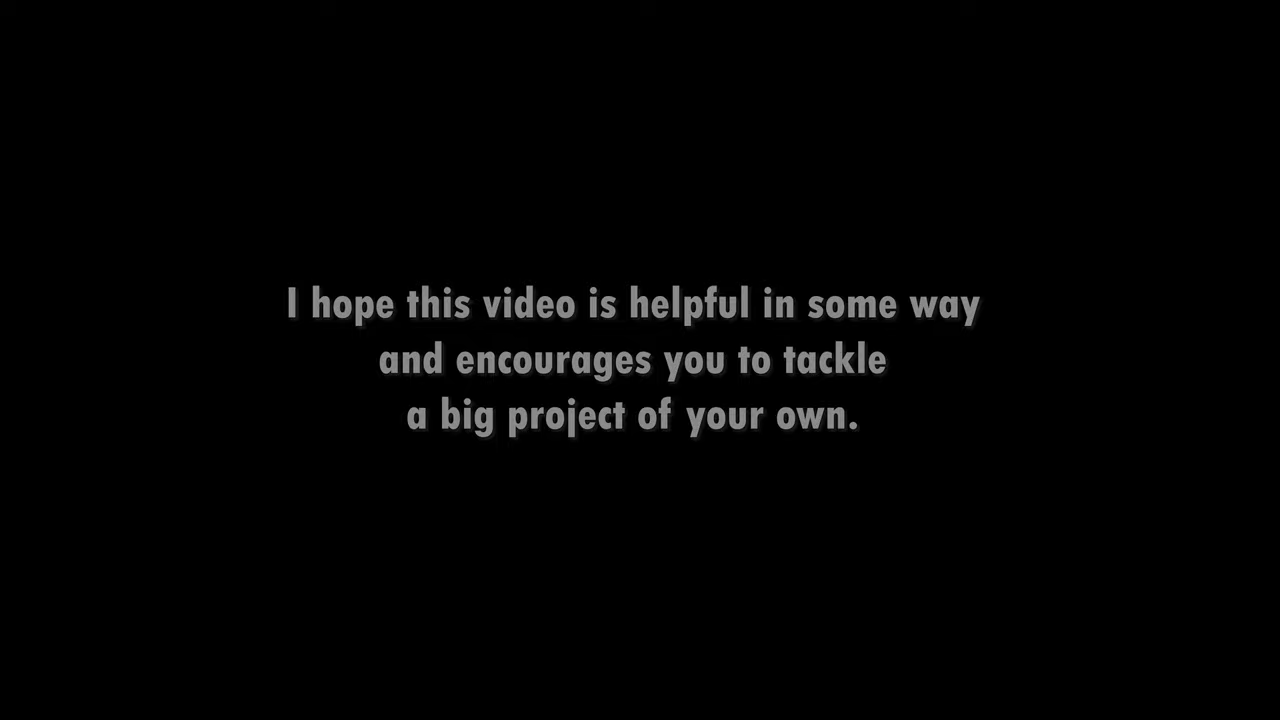 I hope this video is helpful in some way
and encourages you to tackle
a big project of your own.